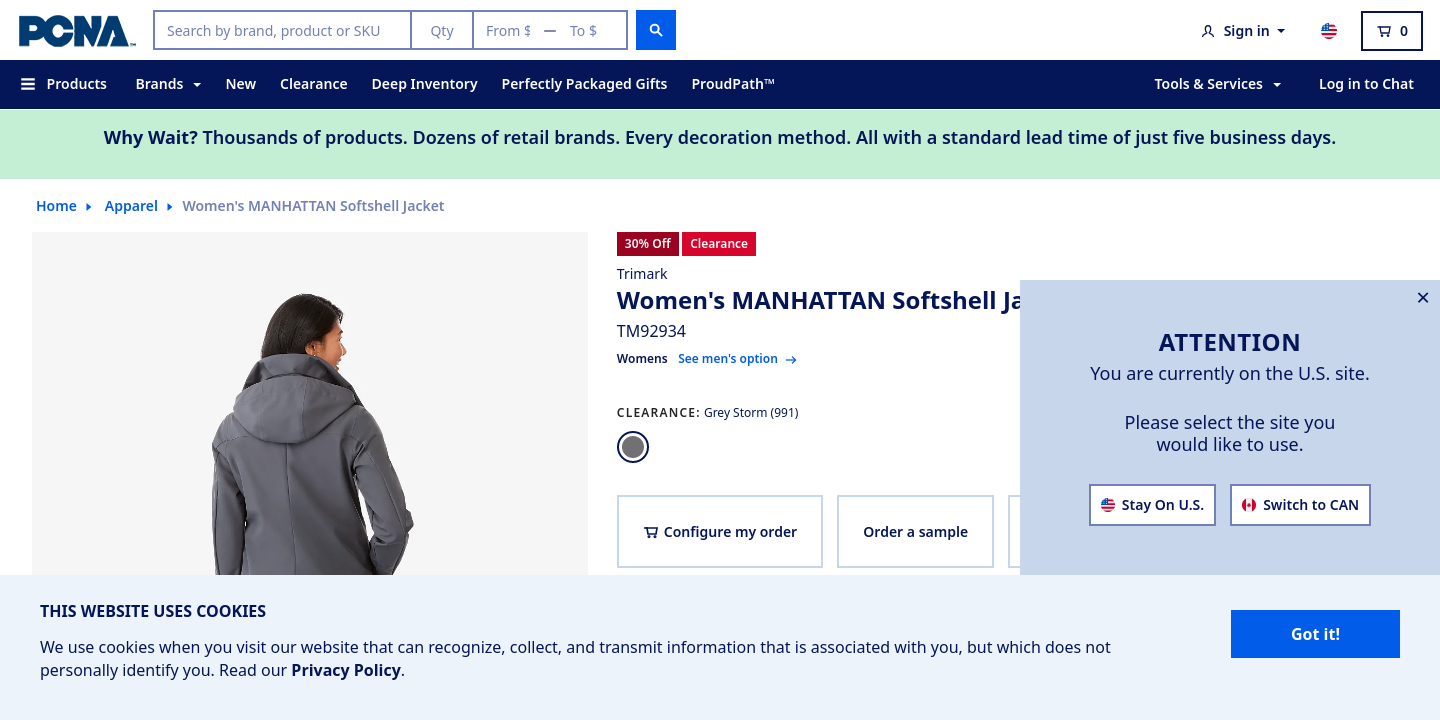 PCNA
Search by brand, product or SKU
Qty
From $ — To $
Sign in
0
Products
Brands
New
Clearance
Deep Inventory
Perfectly Packaged Gifts
ProudPath™
Tools & Services
Log in to Chat
Why Wait? Thousands of products. Dozens of retail brands. Every decoration method. All with a standard lead time of just five business days.
Home
Apparel
Women's MANHATTAN Softshell Jacket
30% Off
Clearance
Trimark
Women's MANHATTAN Softshell Ja
TM92934
Womens
See men's option
CLEARANCE: Grey Storm (991)
Configure my order
Order a sample
ATTENTION
You are currently on the U.S. site.
Please select the site you
would like to use.
Stay On U.S.
Switch to CAN
THIS WEBSITE USES COOKIES
We use cookies when you visit our website that can recognize, collect, and transmit information that is associated with you, but which does not
personally identify you. Read our Privacy Policy.
Got it!